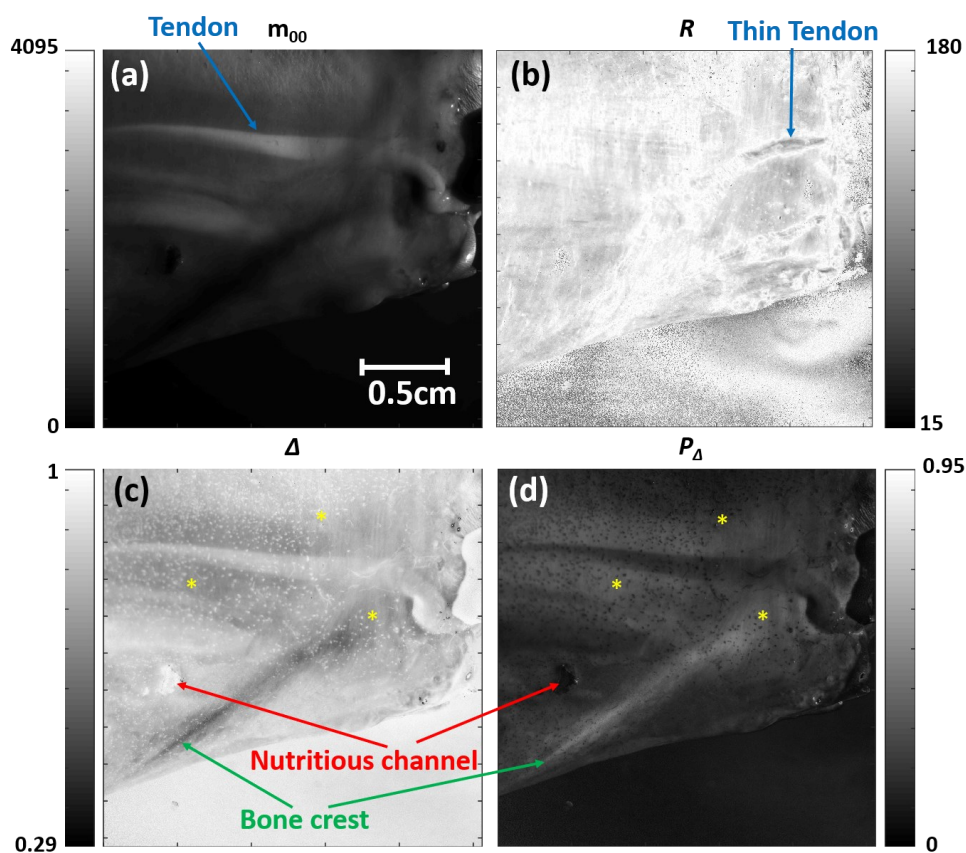 Tendon
m00
R
Thin Tendon
4095
(a)
(b)
180
0.5cm
0
15
Δ
PΔ
1
(c)
(d)
0.95
*
*
*
*
*
*
Nutritious channel
Bone crest
0.29
0